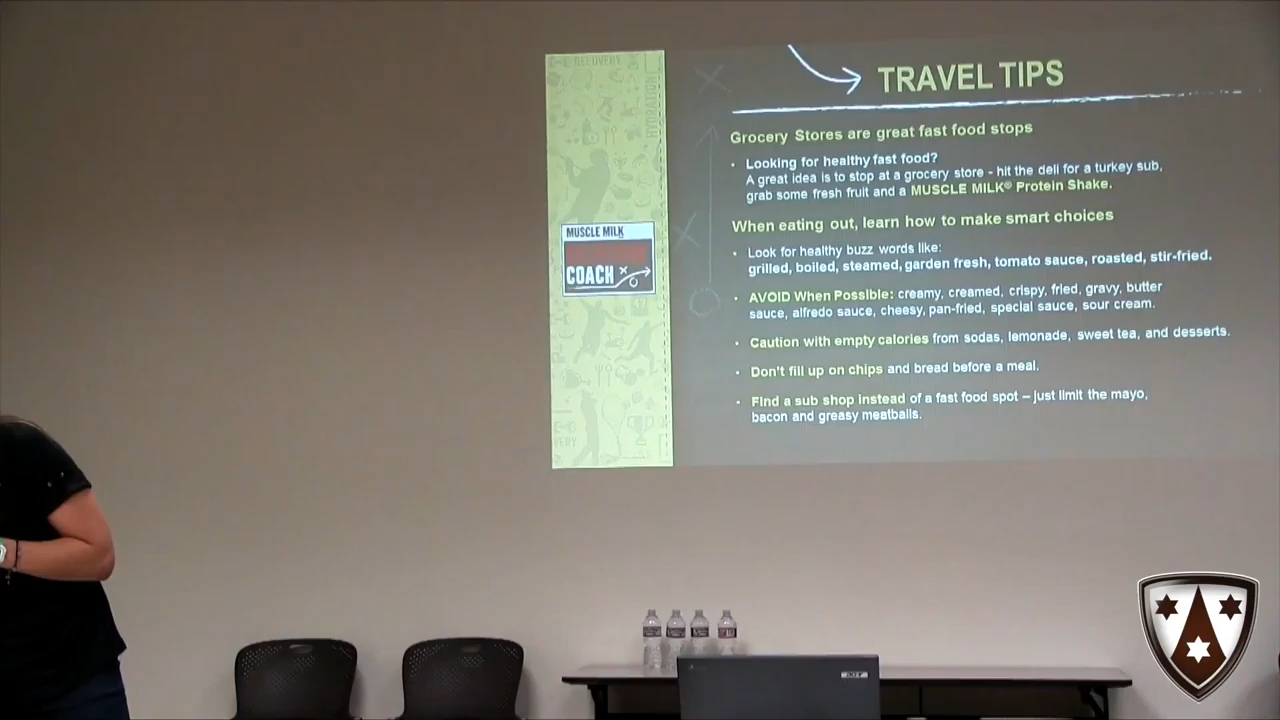 TRAVEL TIPS
Grocery Stores are great fast food stops
• Looking for healthy fast food?
A great idea is to stop at a grocery store - hit the deli for a turkey sub,
grab some fresh fruit and a MUSCLE MILK® Protein Shake.
When eating out, learn how to make smart choices
• Look for healthy buzz words like:
grilled, boiled, steamed, garden fresh, tomato sauce, roasted, stir-fried.
• AVOID When Possible: creamy, creamed, crispy, fried, gravy, butter
sauce, alfredo sauce, cheesy, pan-fried, special sauce, sour cream.
• Caution with empty calories from sodas, lemonade, sweet tea, and desserts.
• Don't fill up on chips and bread before a meal.
• Find a sub shop instead of a fast food spot – just limit the mayo,
bacon and greasy meatballs.
RECOVERY
HYDRATION
MUSCLE MILK
COACH
VERY
acer